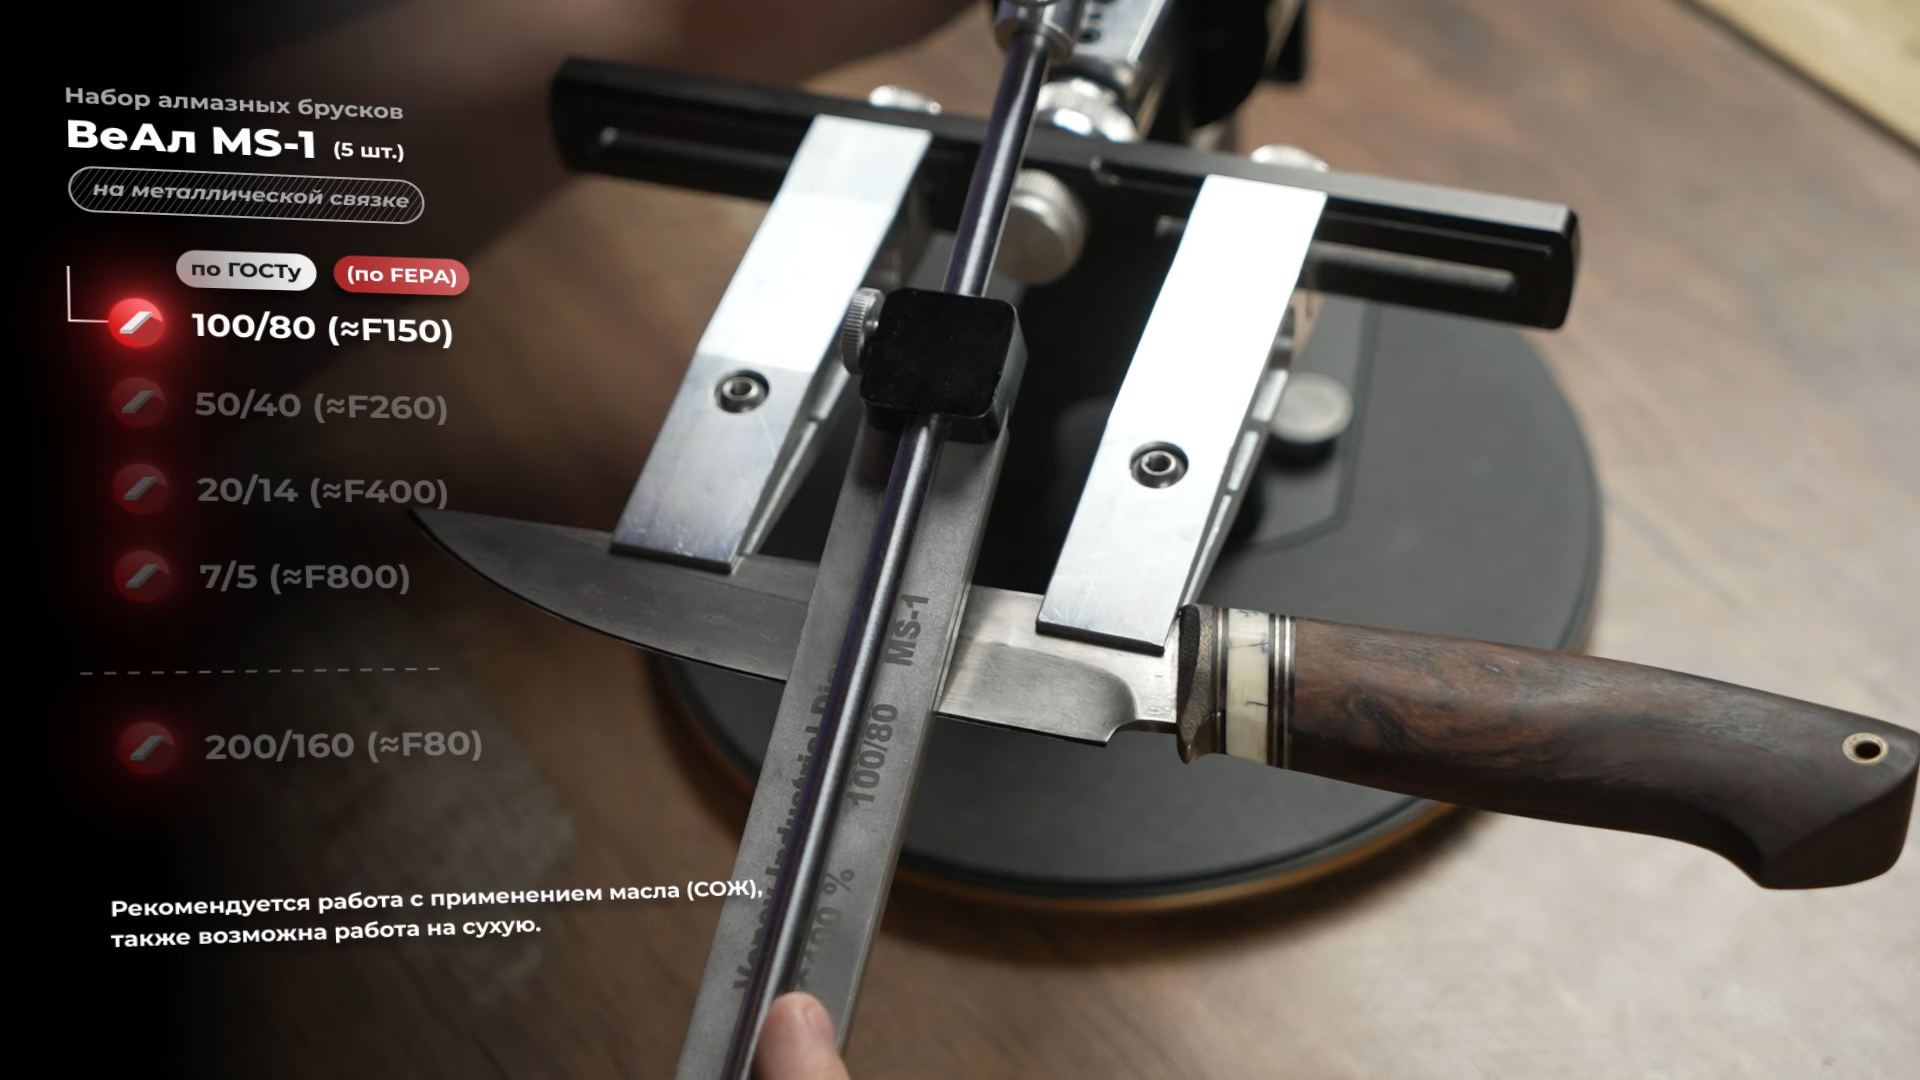 Набор алмазных брусков
ВеАл MS-1 (5 шт.)
на металлической связке
по ГОСТу (по FEPA)
100/80 (≈F150)
50/40 (≈F260)
20/14 (≈F400)
7/5 (≈F800)
200/160 (≈F80)
Рекомендуется работа с применением масла (СОЖ),
также возможна работа на сухую.
100/80 MS-1